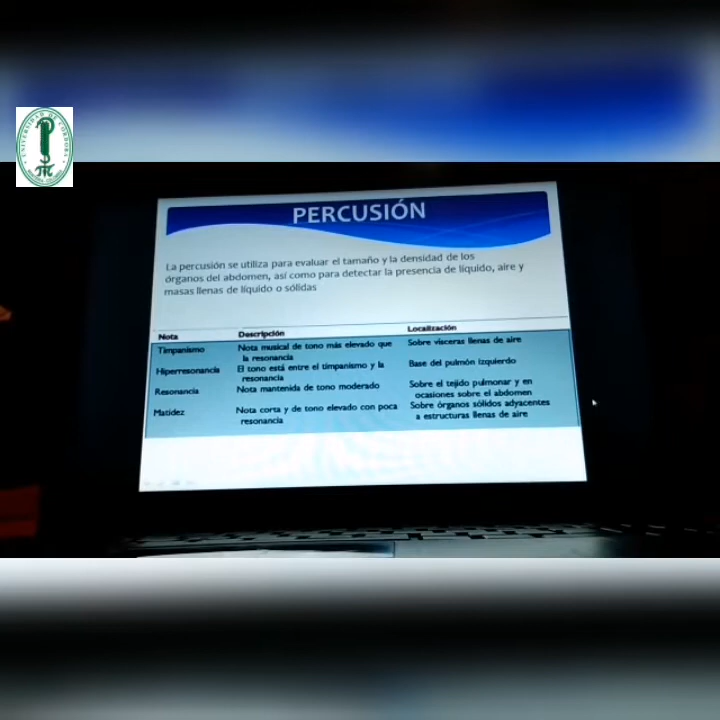 UNIVERSIDAD DE CORDOBA
PERCUSIÓN
La percusión se utiliza para evaluar el tamaño y la densidad de los
órganos del abdomen, así como para detectar la presencia de líquido, aire y
masas llenas de líquido o sólidas
Nota Descripción Localización
Timpanismo Nota musical de tono más elevado que Sobre vísceras llenas de aire
la resonancia
Hiperresonancia El tono está entre el timpanismo y la Base del pulmón izquierdo
resonancia
Resonancia Nota mantenida de tono moderado Sobre el tejido pulmonar y en
ocasiones sobre el abdomen
Matidez Nota corta y de tono elevado con poca Sobre órganos sólidos adyacentes
resonancia a estructuras llenas de aire